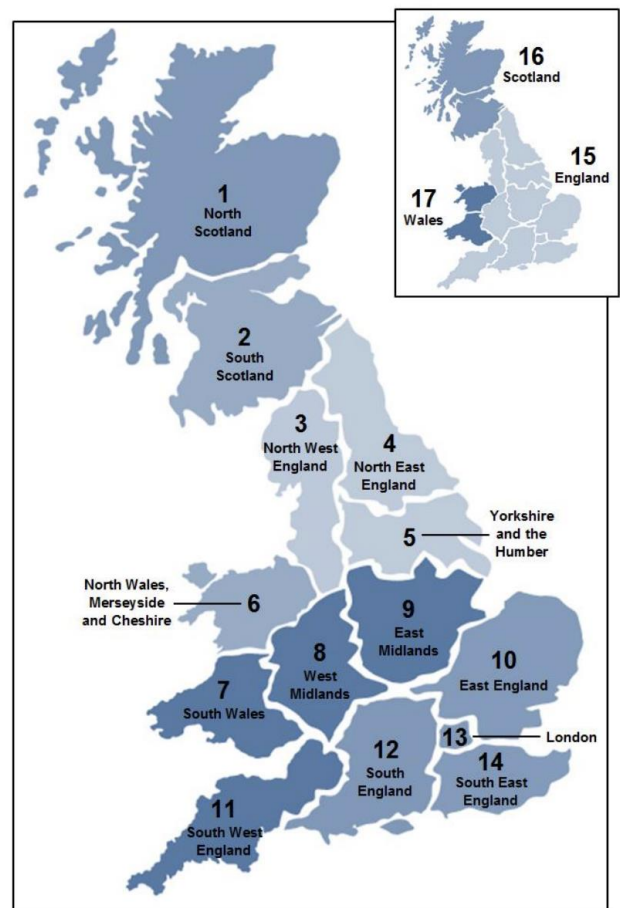 16
Scotland
15
England
17
Wales
1
North
Scotland
2
South
Scotland
3
North West
England
4
North East
England
5
Yorkshire
and the
Humber
North Wales,
Merseyside
and Cheshire
6
7
South Wales
8
West
Midlands
9
East
Midlands
10
East England
11
South West
England
12
South
England
13
London
14
South East
England